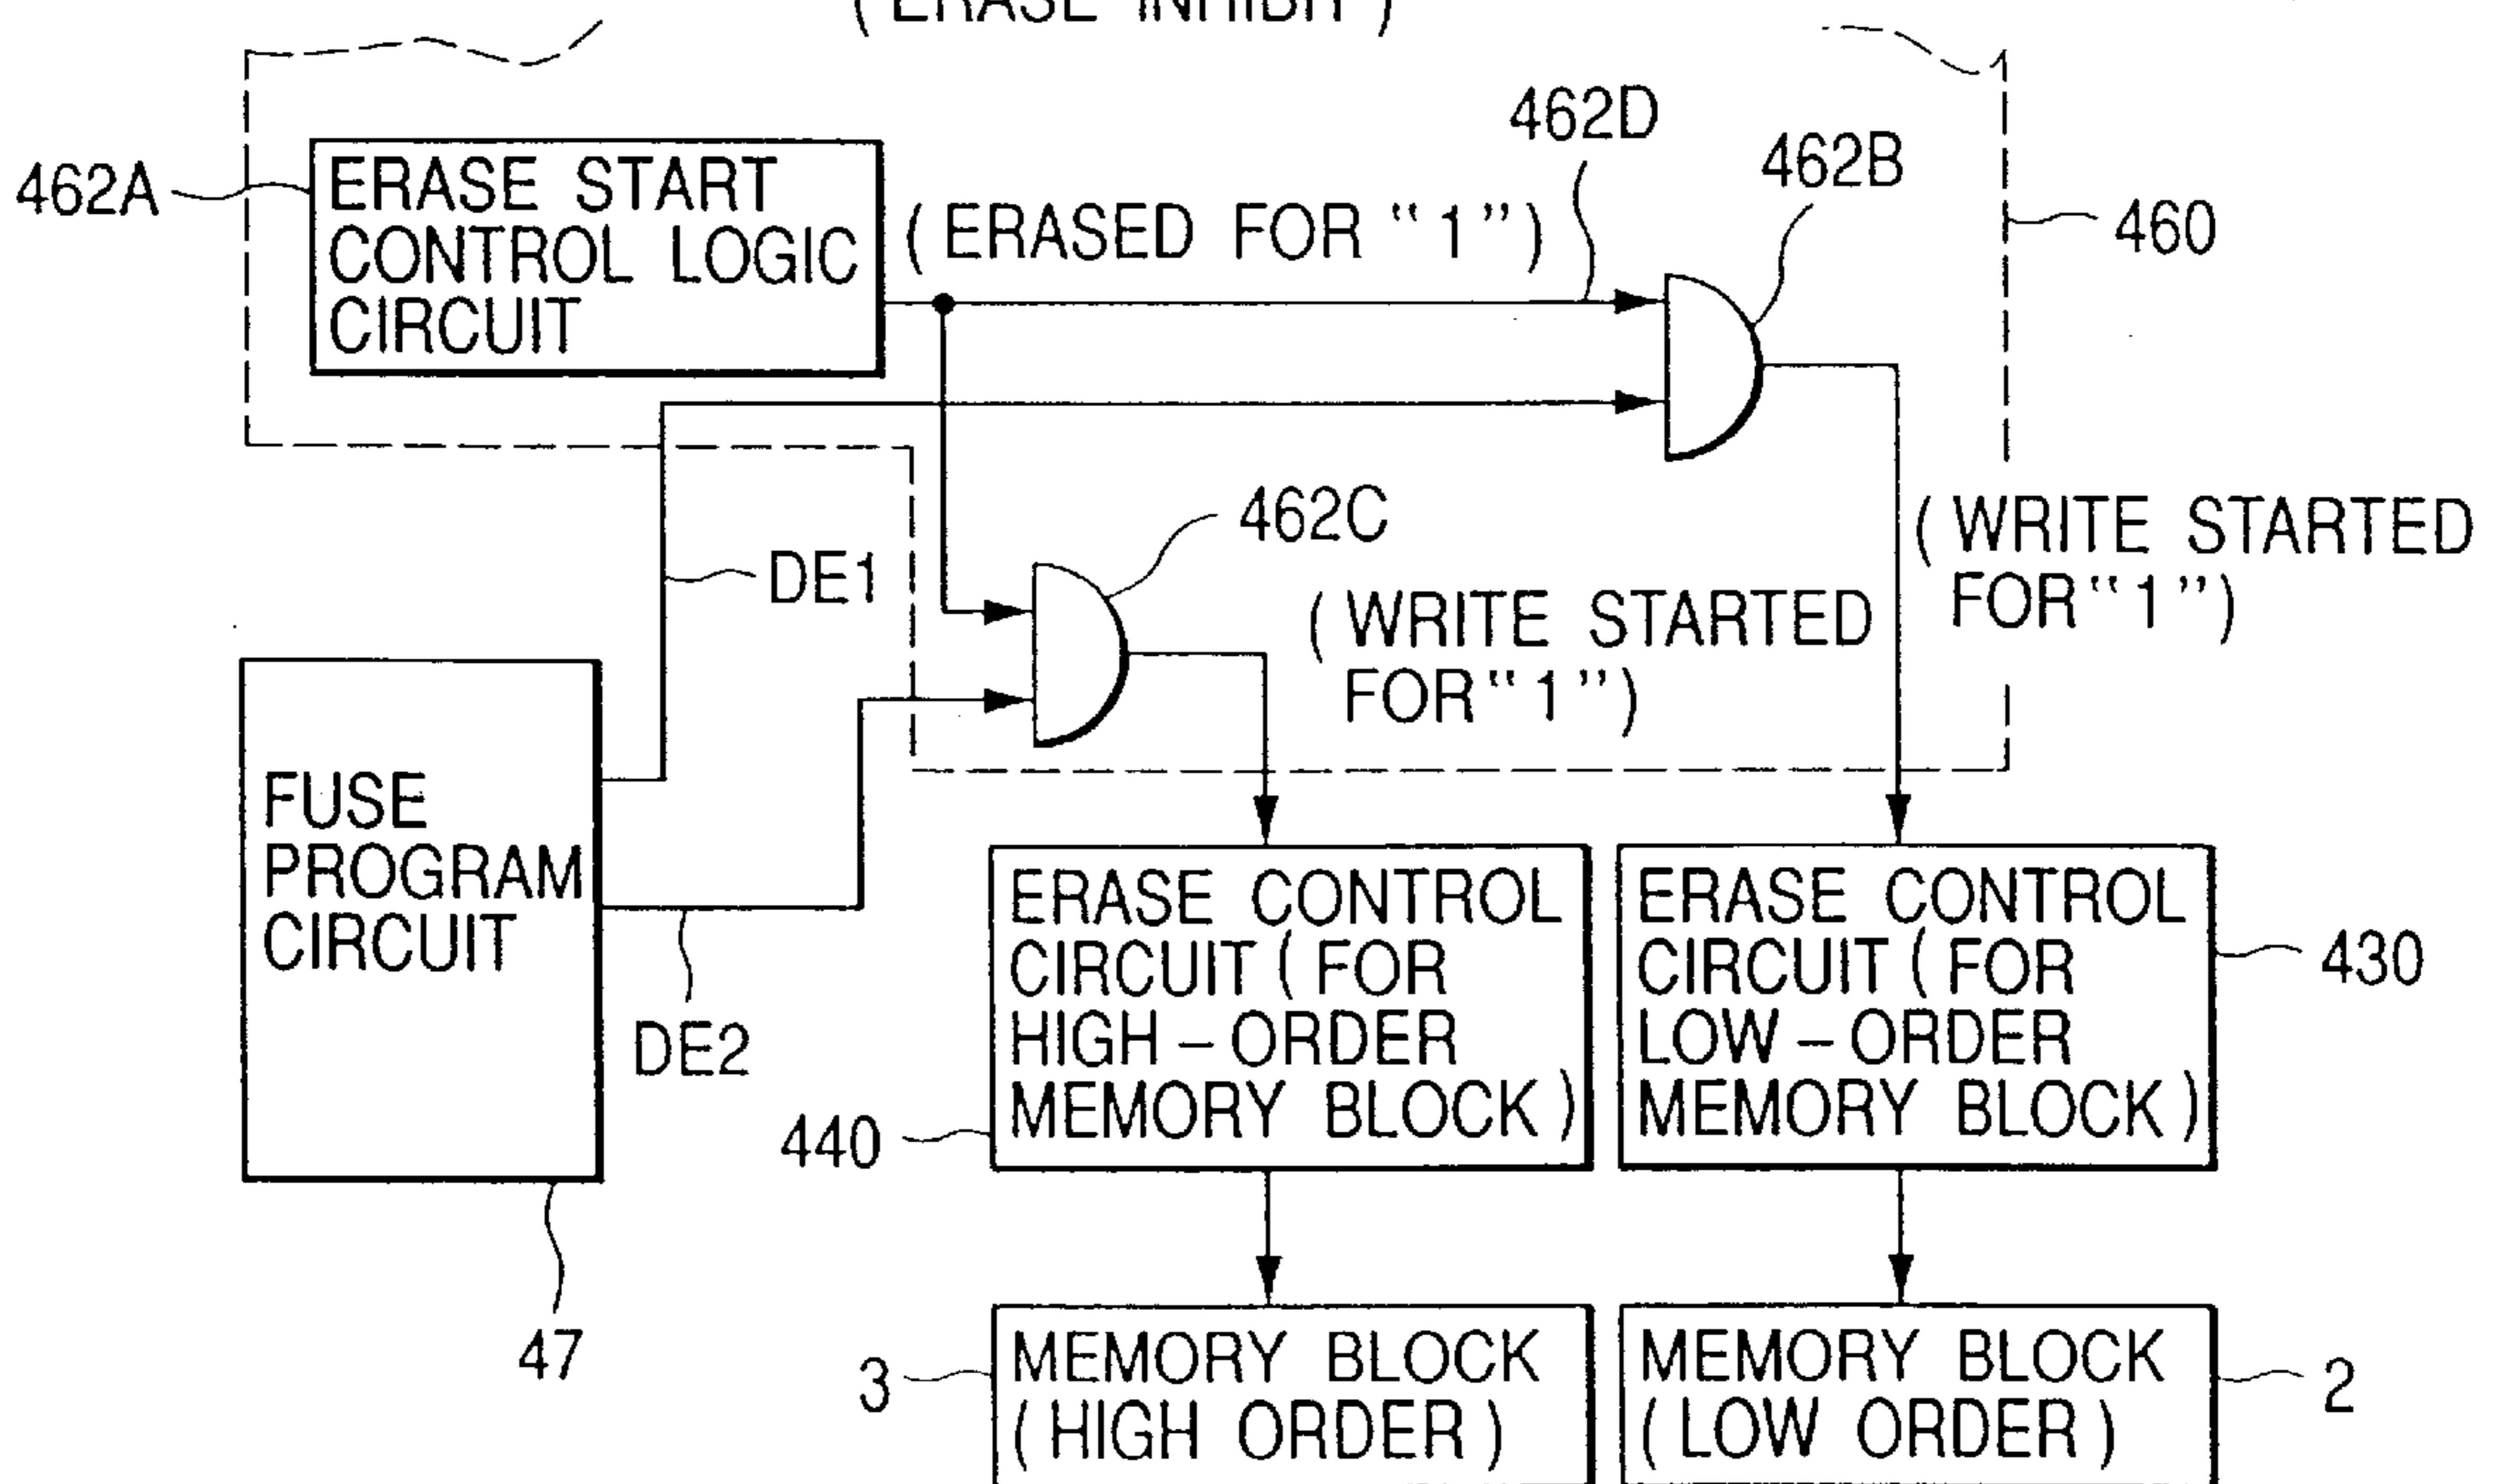 ( ERASE INHIBIT )
462D
462B
462A
ERASE START
CONTROL LOGIC
CIRCUIT
( ERASED FOR “ 1 ” )
460
462C
( WRITE STARTED
FOR “ 1 ” )
DE1
( WRITE STARTED
FOR “ 1 ” )
FUSE
PROGRAM
CIRCUIT
DE2
ERASE CONTROL
CIRCUIT ( FOR
HIGH – ORDER
MEMORY BLOCK )
440
ERASE CONTROL
CIRCUIT ( FOR
LOW – ORDER
MEMORY BLOCK )
430
47
3
MEMORY BLOCK
( HIGH ORDER )
MEMORY BLOCK
( LOW ORDER )
2